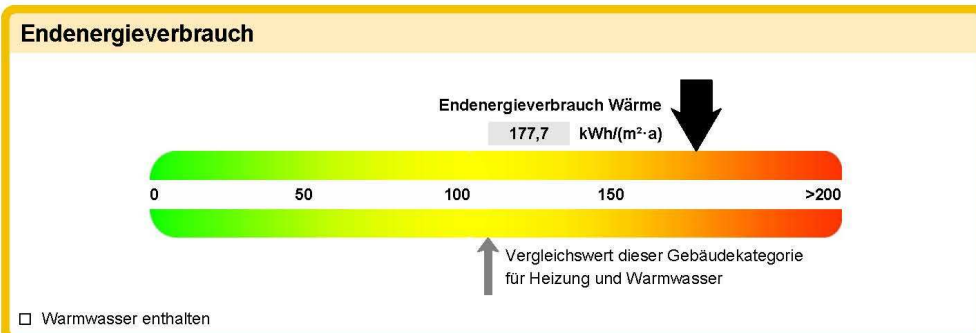 Endenergieverbrauch
Endenergieverbrauch Wärme
177,7 kWh/(m²·a)
0 50 100 150 >200
Vergleichswert dieser Gebäudekategorie
für Heizung und Warmwasser
☐ Warmwasser enthalten